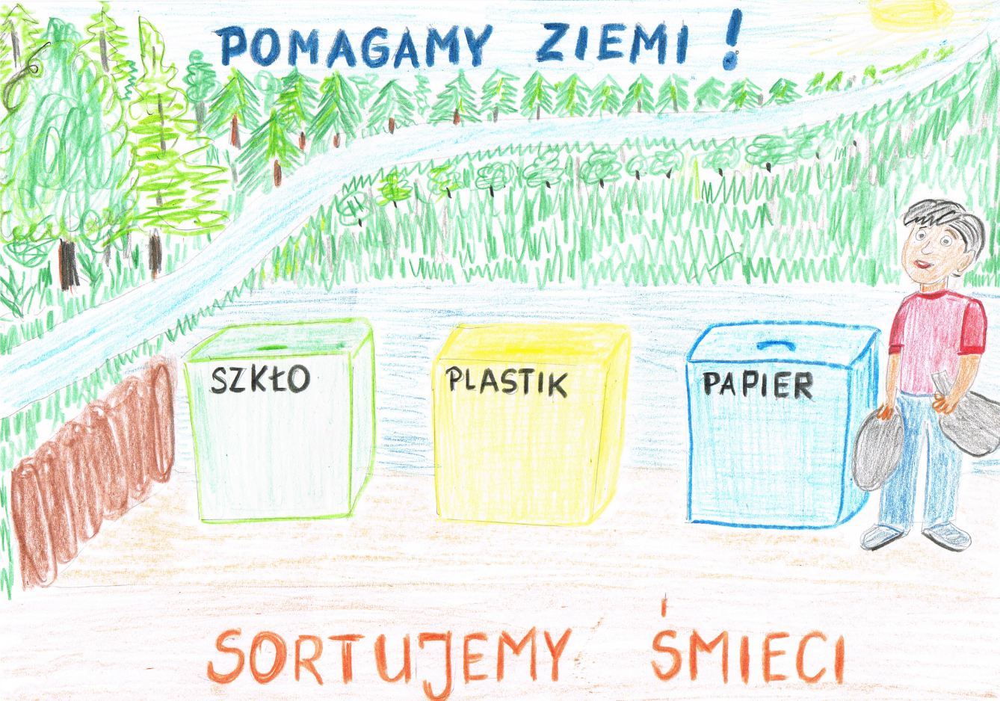 POMAGAMY ZIEMI!
SZKŁO
PLASTIK
PAPIER
SORTUJEMY ŚMIECI